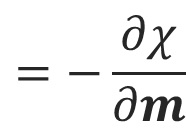 = − ∂χ / ∂𝒎